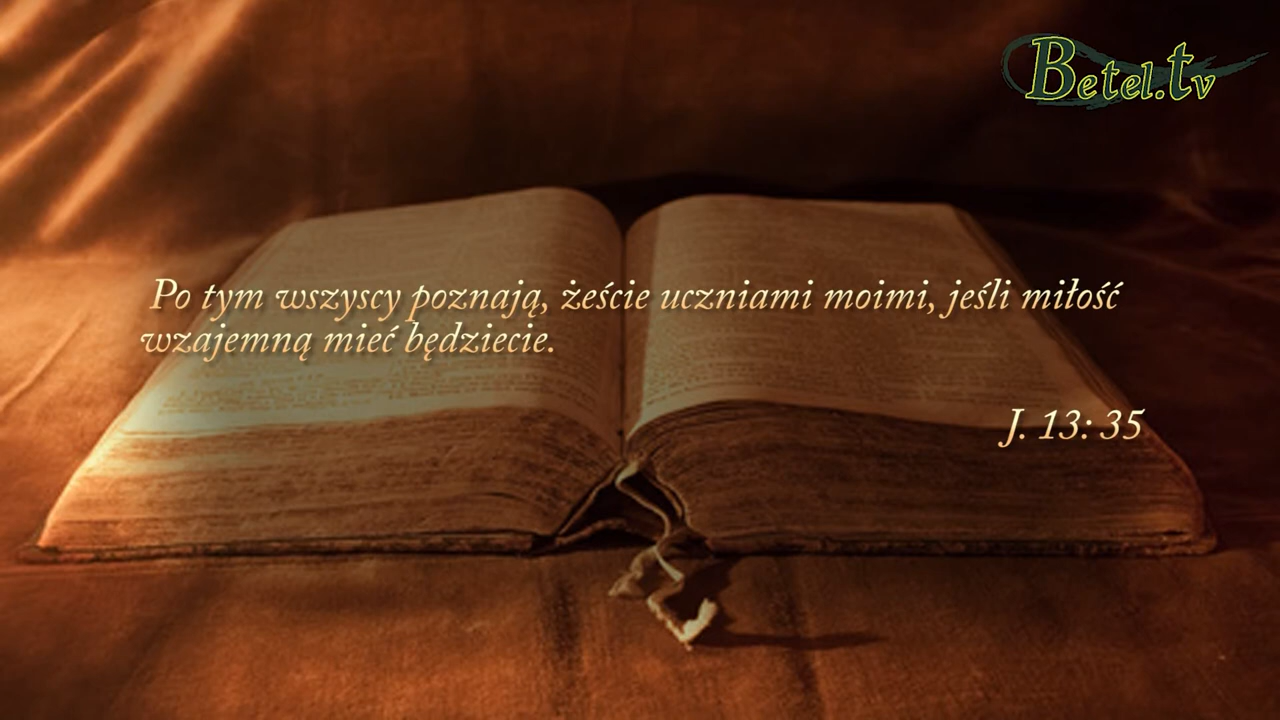 Betel.tv
Po tym wszyscy poznają, żeście uczniami moimi, jeśli miłość
wzajemną mieć będziecie.
J. 13: 35